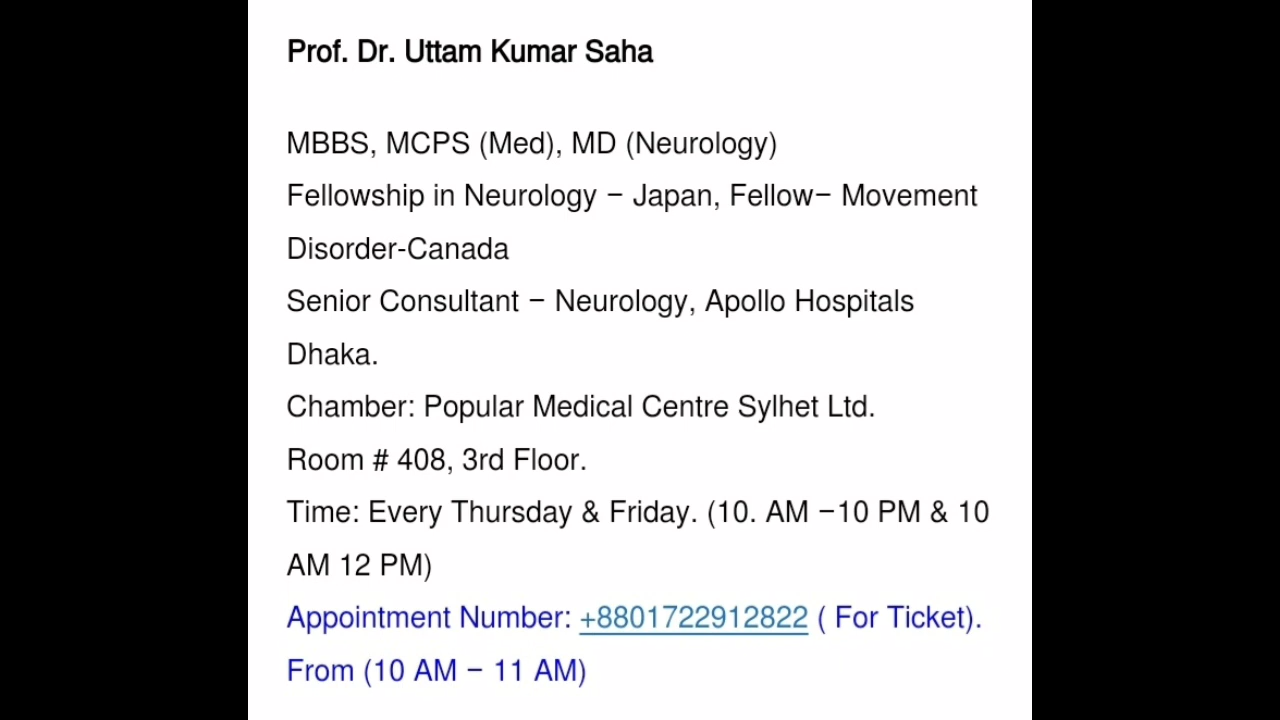 Prof. Dr. Uttam Kumar Saha
MBBS, MCPS (Med), MD (Neurology)
Fellowship in Neurology – Japan, Fellow– Movement
Disorder-Canada
Senior Consultant – Neurology, Apollo Hospitals
Dhaka.
Chamber: Popular Medical Centre Sylhet Ltd.
Room # 408, 3rd Floor.
Time: Every Thursday & Friday. (10. AM –10 PM & 10
AM 12 PM)
Appointment Number: +8801722912822 ( For Ticket).
From (10 AM – 11 AM)